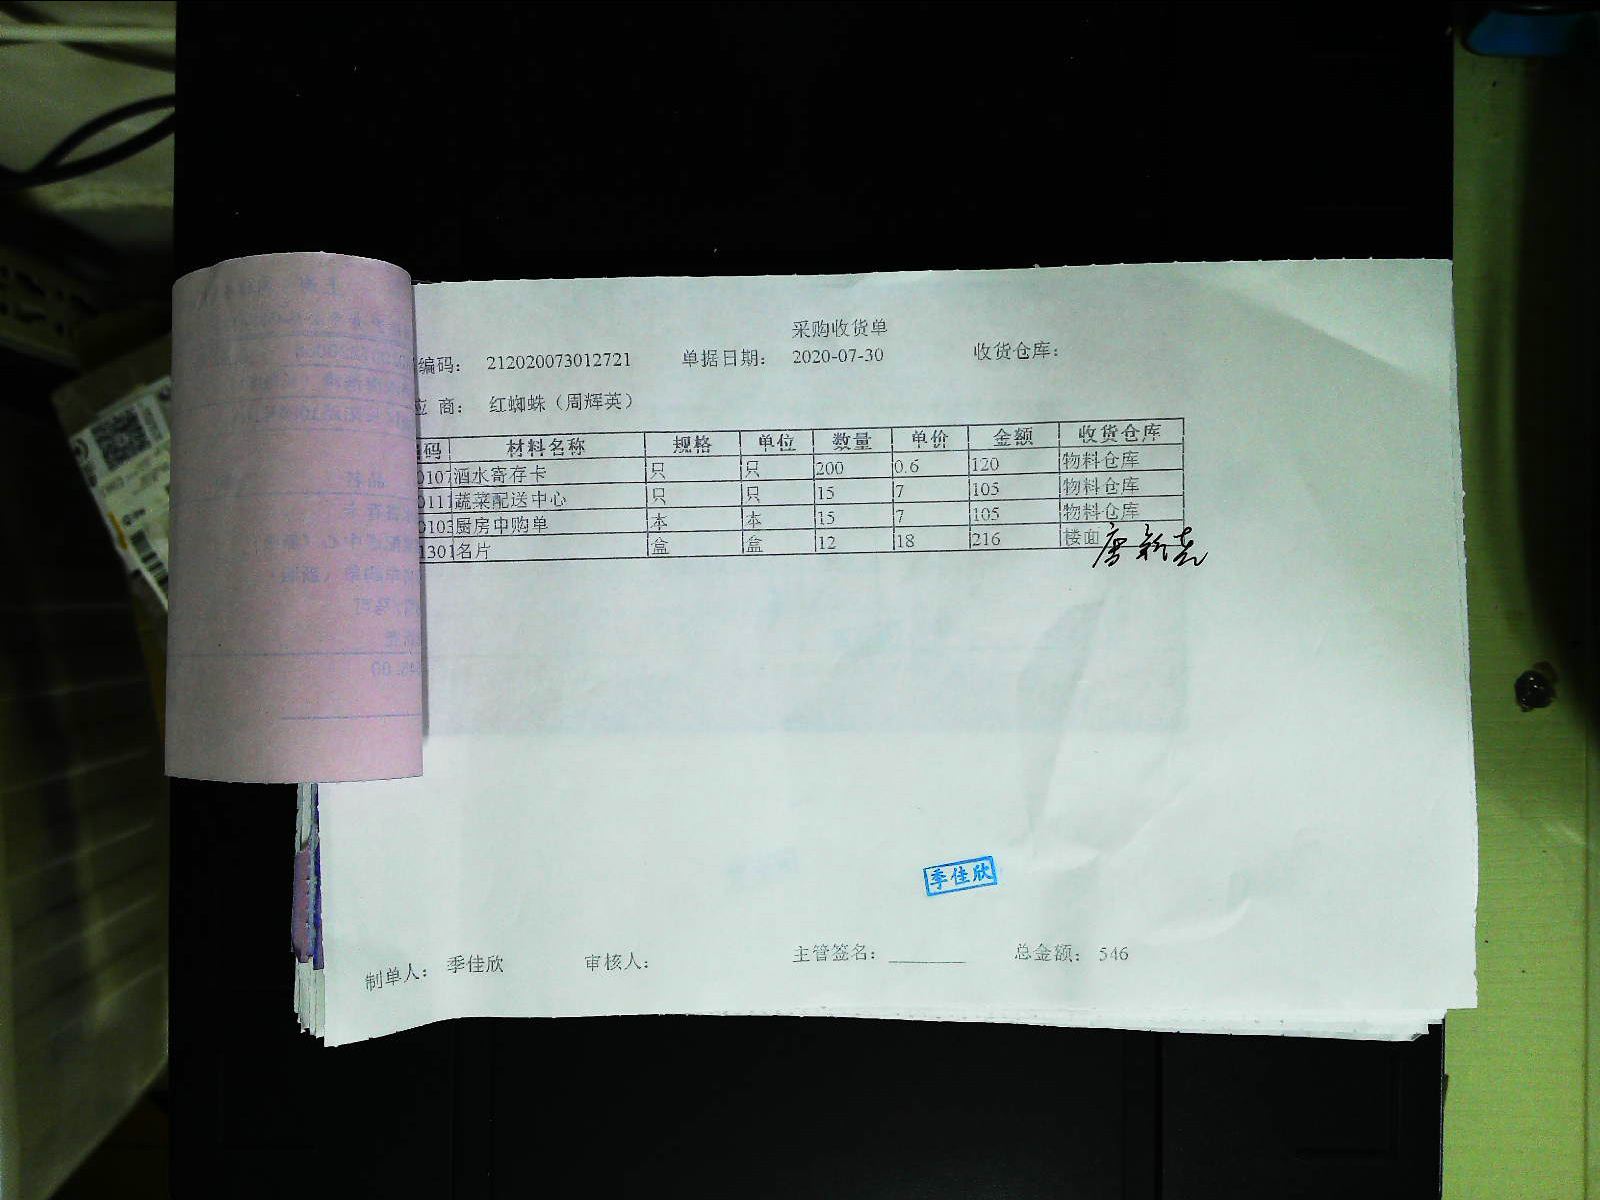 采购收货单
编码： 212020073012721 单据日期： 2020-07-30 收货仓库：
应 商： 红蜘蛛（周辉英）
码 材料名称 规格 单位 数量 单价 金额 收货仓库
0107 酒水寄存卡 只 只 200 0.6 120 物料仓库
0111 蔬菜配送中心 只 只 15 7 105 物料仓库
0103 厨房申购单 本 本 15 7 105 物料仓库
1301 名片 盒 盒 12 18 216 楼面
季佳欣
制单人： 季佳欣 审核人： 主管签名： 总金额： 546